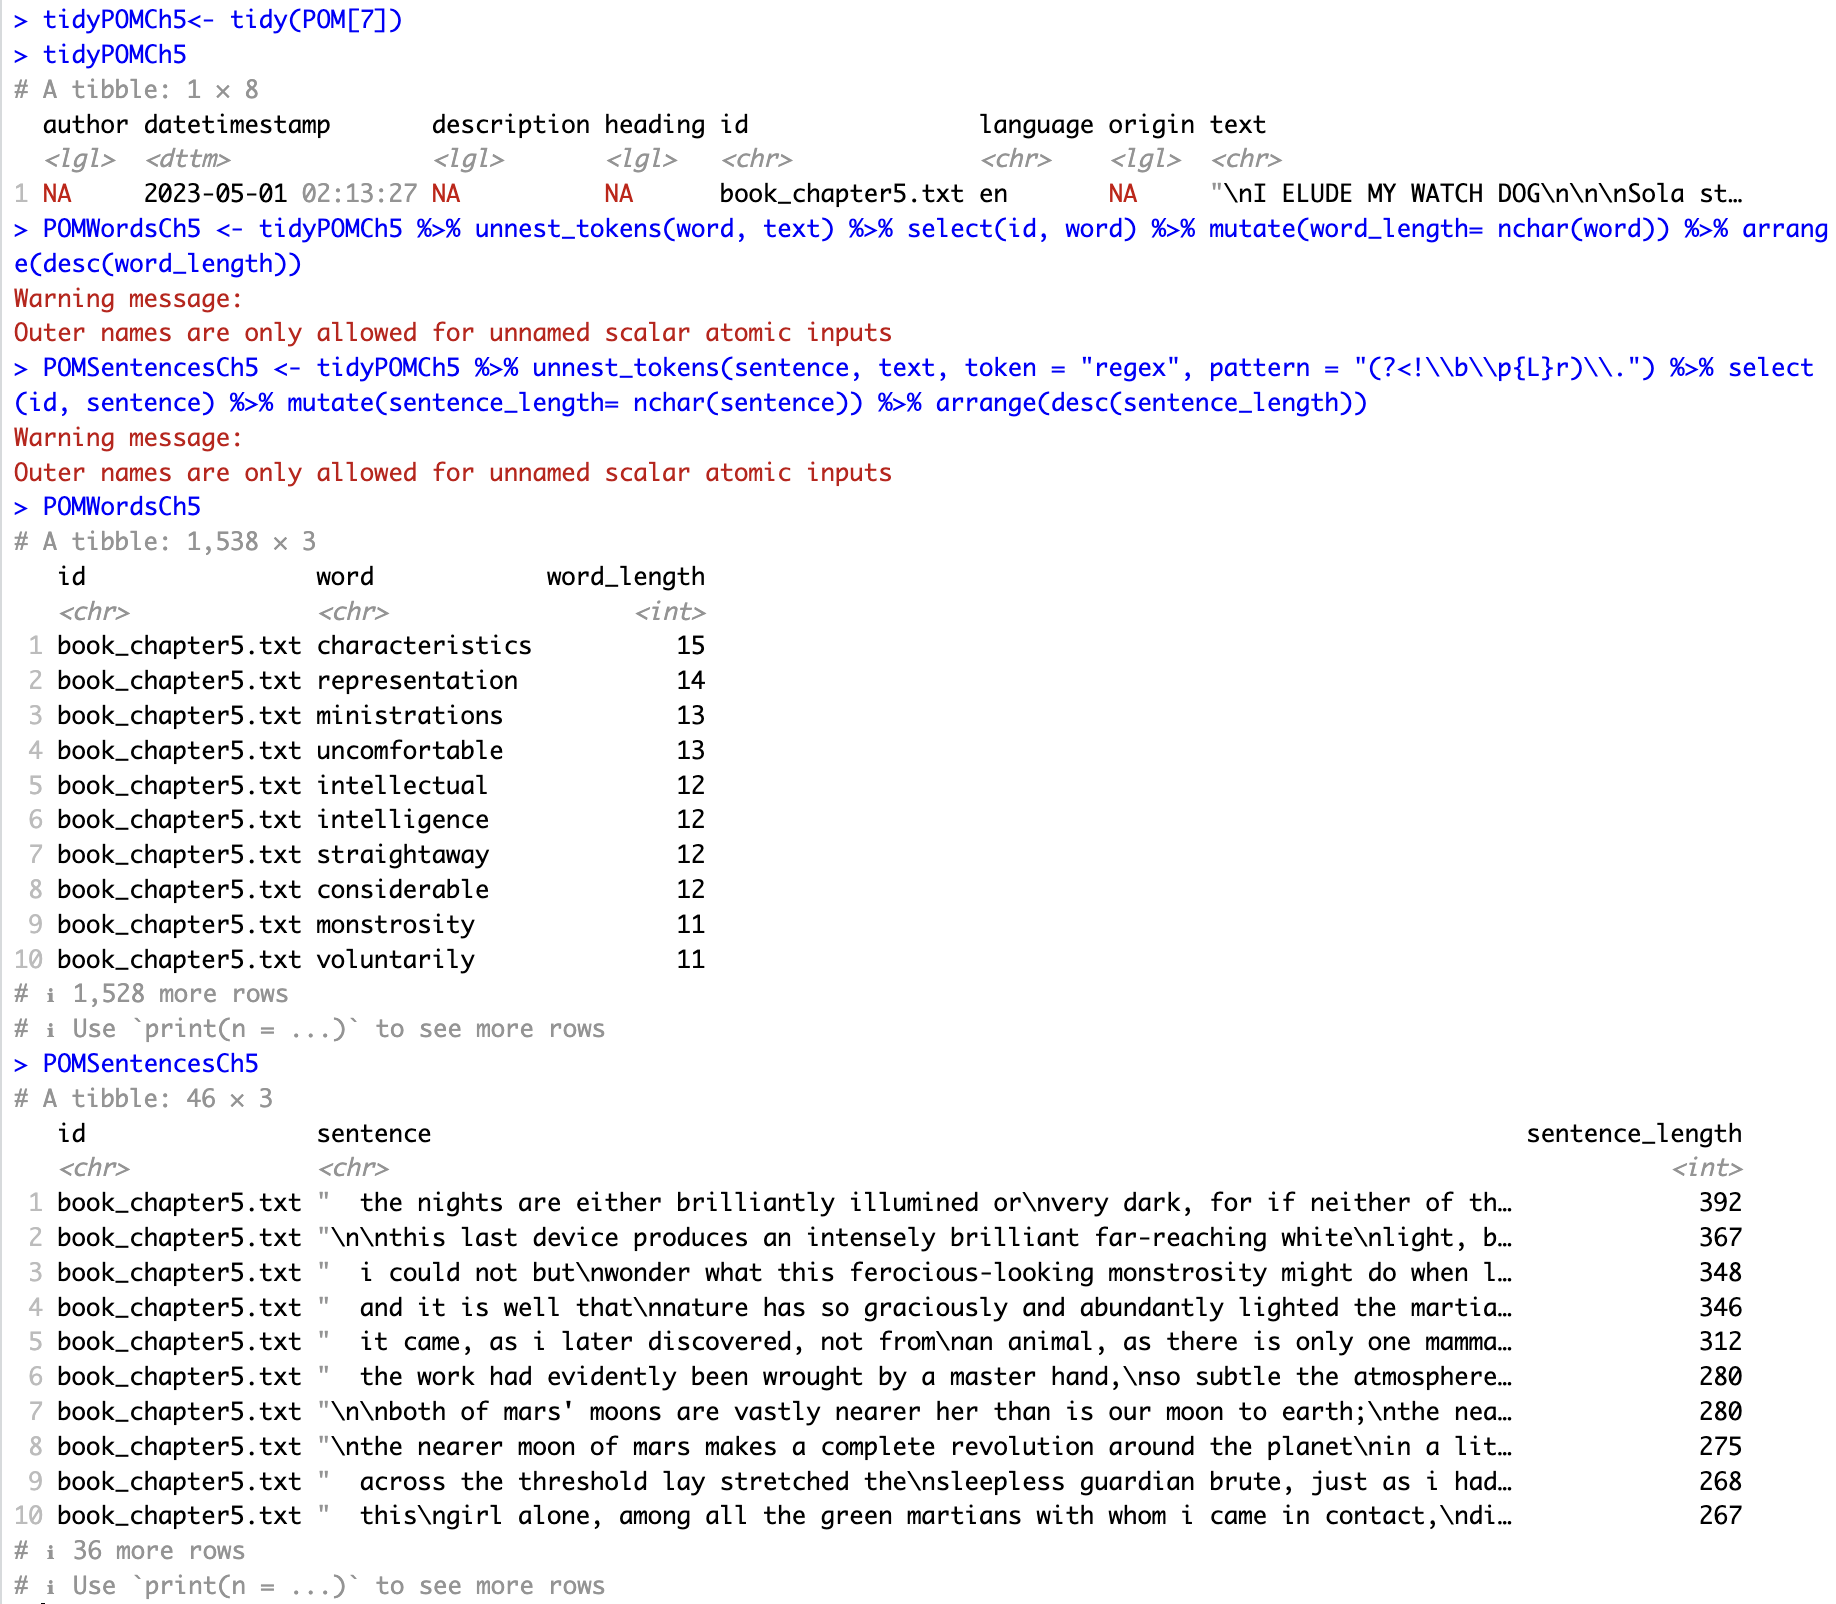 > tidyPOMCh5<- tidy(POM[7])
> tidyPOMCh5
# A tibble: 1 × 8
  author datetimestamp       description heading id                language origin text
  <lgl>  <dttm>              <lgl>       <lgl>   <chr>             <chr>    <lgl>  <chr>
1 NA     2023-05-01 02:13:27 NA          NA      book_chapter5.txt en       NA     "\nI ELUDE MY WATCH DOG\n\n\nSola st…
> POMWordsCh5 <- tidyPOMCh5 %>% unnest_tokens(word, text) %>% select(id, word) %>% mutate(word_length= nchar(word)) %>% arrang
e(desc(word_length))
Warning message:
Outer names are only allowed for unnamed scalar atomic inputs
> POMSentencesCh5 <- tidyPOMCh5 %>% unnest_tokens(sentence, text, token = "regex", pattern = "(?<!\\b\\p{L}r)\\.") %>% select
(id, sentence) %>% mutate(sentence_length= nchar(sentence)) %>% arrange(desc(sentence_length))
Warning message:
Outer names are only allowed for unnamed scalar atomic inputs
> POMWordsCh5
# A tibble: 1,538 × 3
   id                word            word_length
   <chr>             <chr>                 <int>
 1 book_chapter5.txt characteristics          15
 2 book_chapter5.txt representation           14
 3 book_chapter5.txt ministrations            13
 4 book_chapter5.txt uncomfortable            13
 5 book_chapter5.txt intellectual             12
 6 book_chapter5.txt intelligence             12
 7 book_chapter5.txt straightaway             12
 8 book_chapter5.txt considerable             12
 9 book_chapter5.txt monstrosity              11
10 book_chapter5.txt voluntarily              11
# ℹ 1,528 more rows
# ℹ Use `print(n = ...)` to see more rows
> POMSentencesCh5
# A tibble: 46 × 3
   id                sentence                                                                            sentence_length
   <chr>             <chr>                                                                                         <int>
 1 book_chapter5.txt "  the nights are either brilliantly illumined or\nvery dark, for if neither of th…             392
 2 book_chapter5.txt "\n\nthis last device produces an intensely brilliant far-reaching white\nlight, b…             367
 3 book_chapter5.txt "  i could not but\nwonder what this ferocious-looking monstrosity might do when l…             348
 4 book_chapter5.txt "  and it is well that\nnature has so graciously and abundantly lighted the martia…             346
 5 book_chapter5.txt "  it came, as i later discovered, not from\nan animal, as there is only one mamma…             312
 6 book_chapter5.txt "  the work had evidently been wrought by a master hand,\nso subtle the atmosphere…             280
 7 book_chapter5.txt "\n\nboth of mars' moons are vastly nearer her than is our moon to earth;\nthe nea…             280
 8 book_chapter5.txt "\nthe nearer moon of mars makes a complete revolution around the planet\nin a lit…             275
 9 book_chapter5.txt "  across the threshold lay stretched the\nsleepless guardian brute, just as i had…             268
10 book_chapter5.txt "  this\ngirl alone, among all the green martians with whom i came in contact,\ndi…             267
# ℹ 36 more rows
# ℹ Use `print(n = ...)` to see more rows